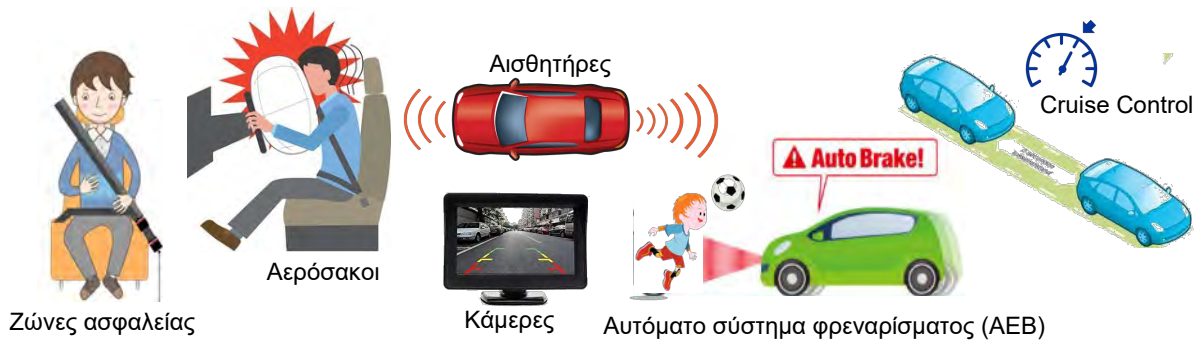 Αισθητήρες
Cruise Control
Auto Brake!
Αερόσακοι
Ζώνες ασφαλείας
Κάμερες
Αυτόματο σύστημα φρεναρίσματος (AEB)